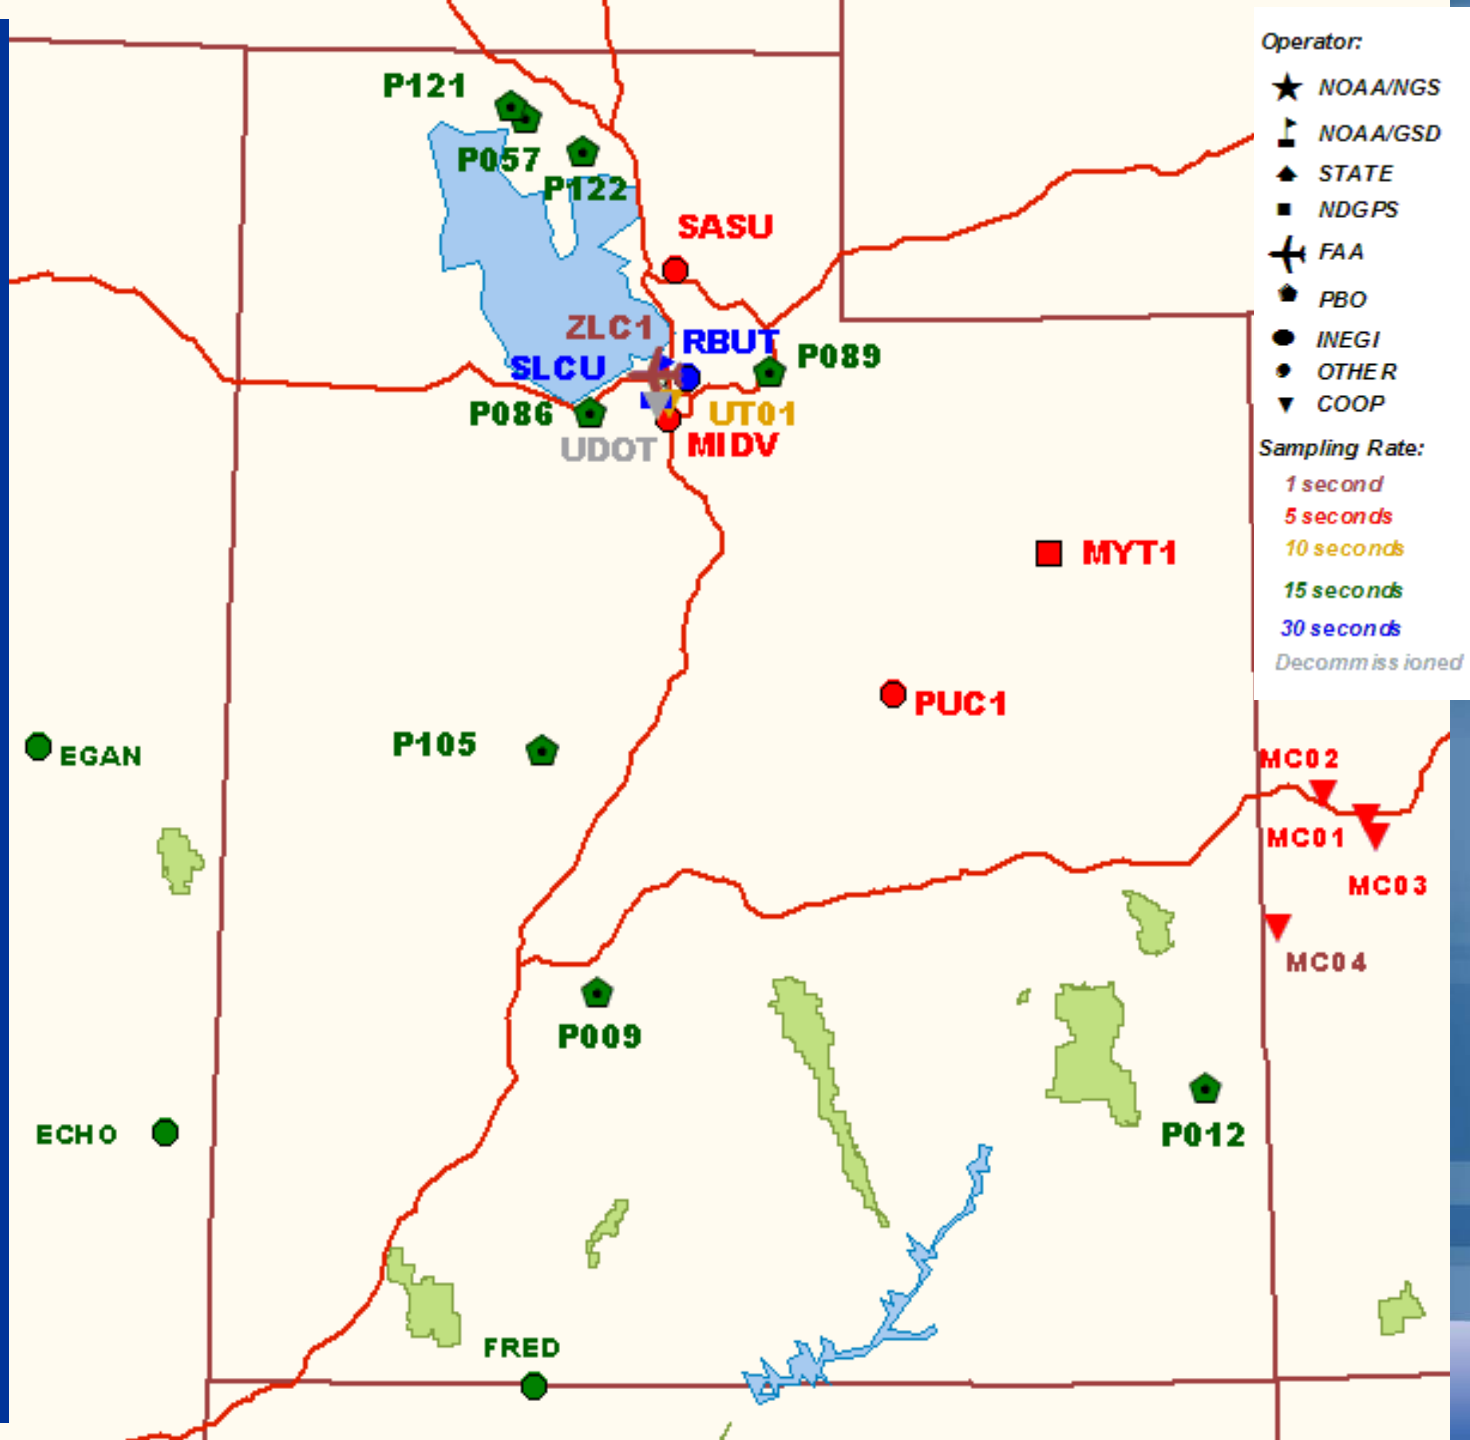 Operator:
NOAA/NGS
NOAA/GSD
STATE
NDGPS
FAA
PBO
INEGI
OTHER
COOP
Sampling Rate:
1 second
5 seconds
10 seconds
15 seconds
30 seconds
Decommissioned
P121
P057
P122
SASU
ZLC1
RBUT
SLCU
P089
P086
UT01
UDOT
MIDV
MYT1
PUC1
P105
EGAN
MC02
MC01
MC03
MC04
P009
P012
ECHO
FRED